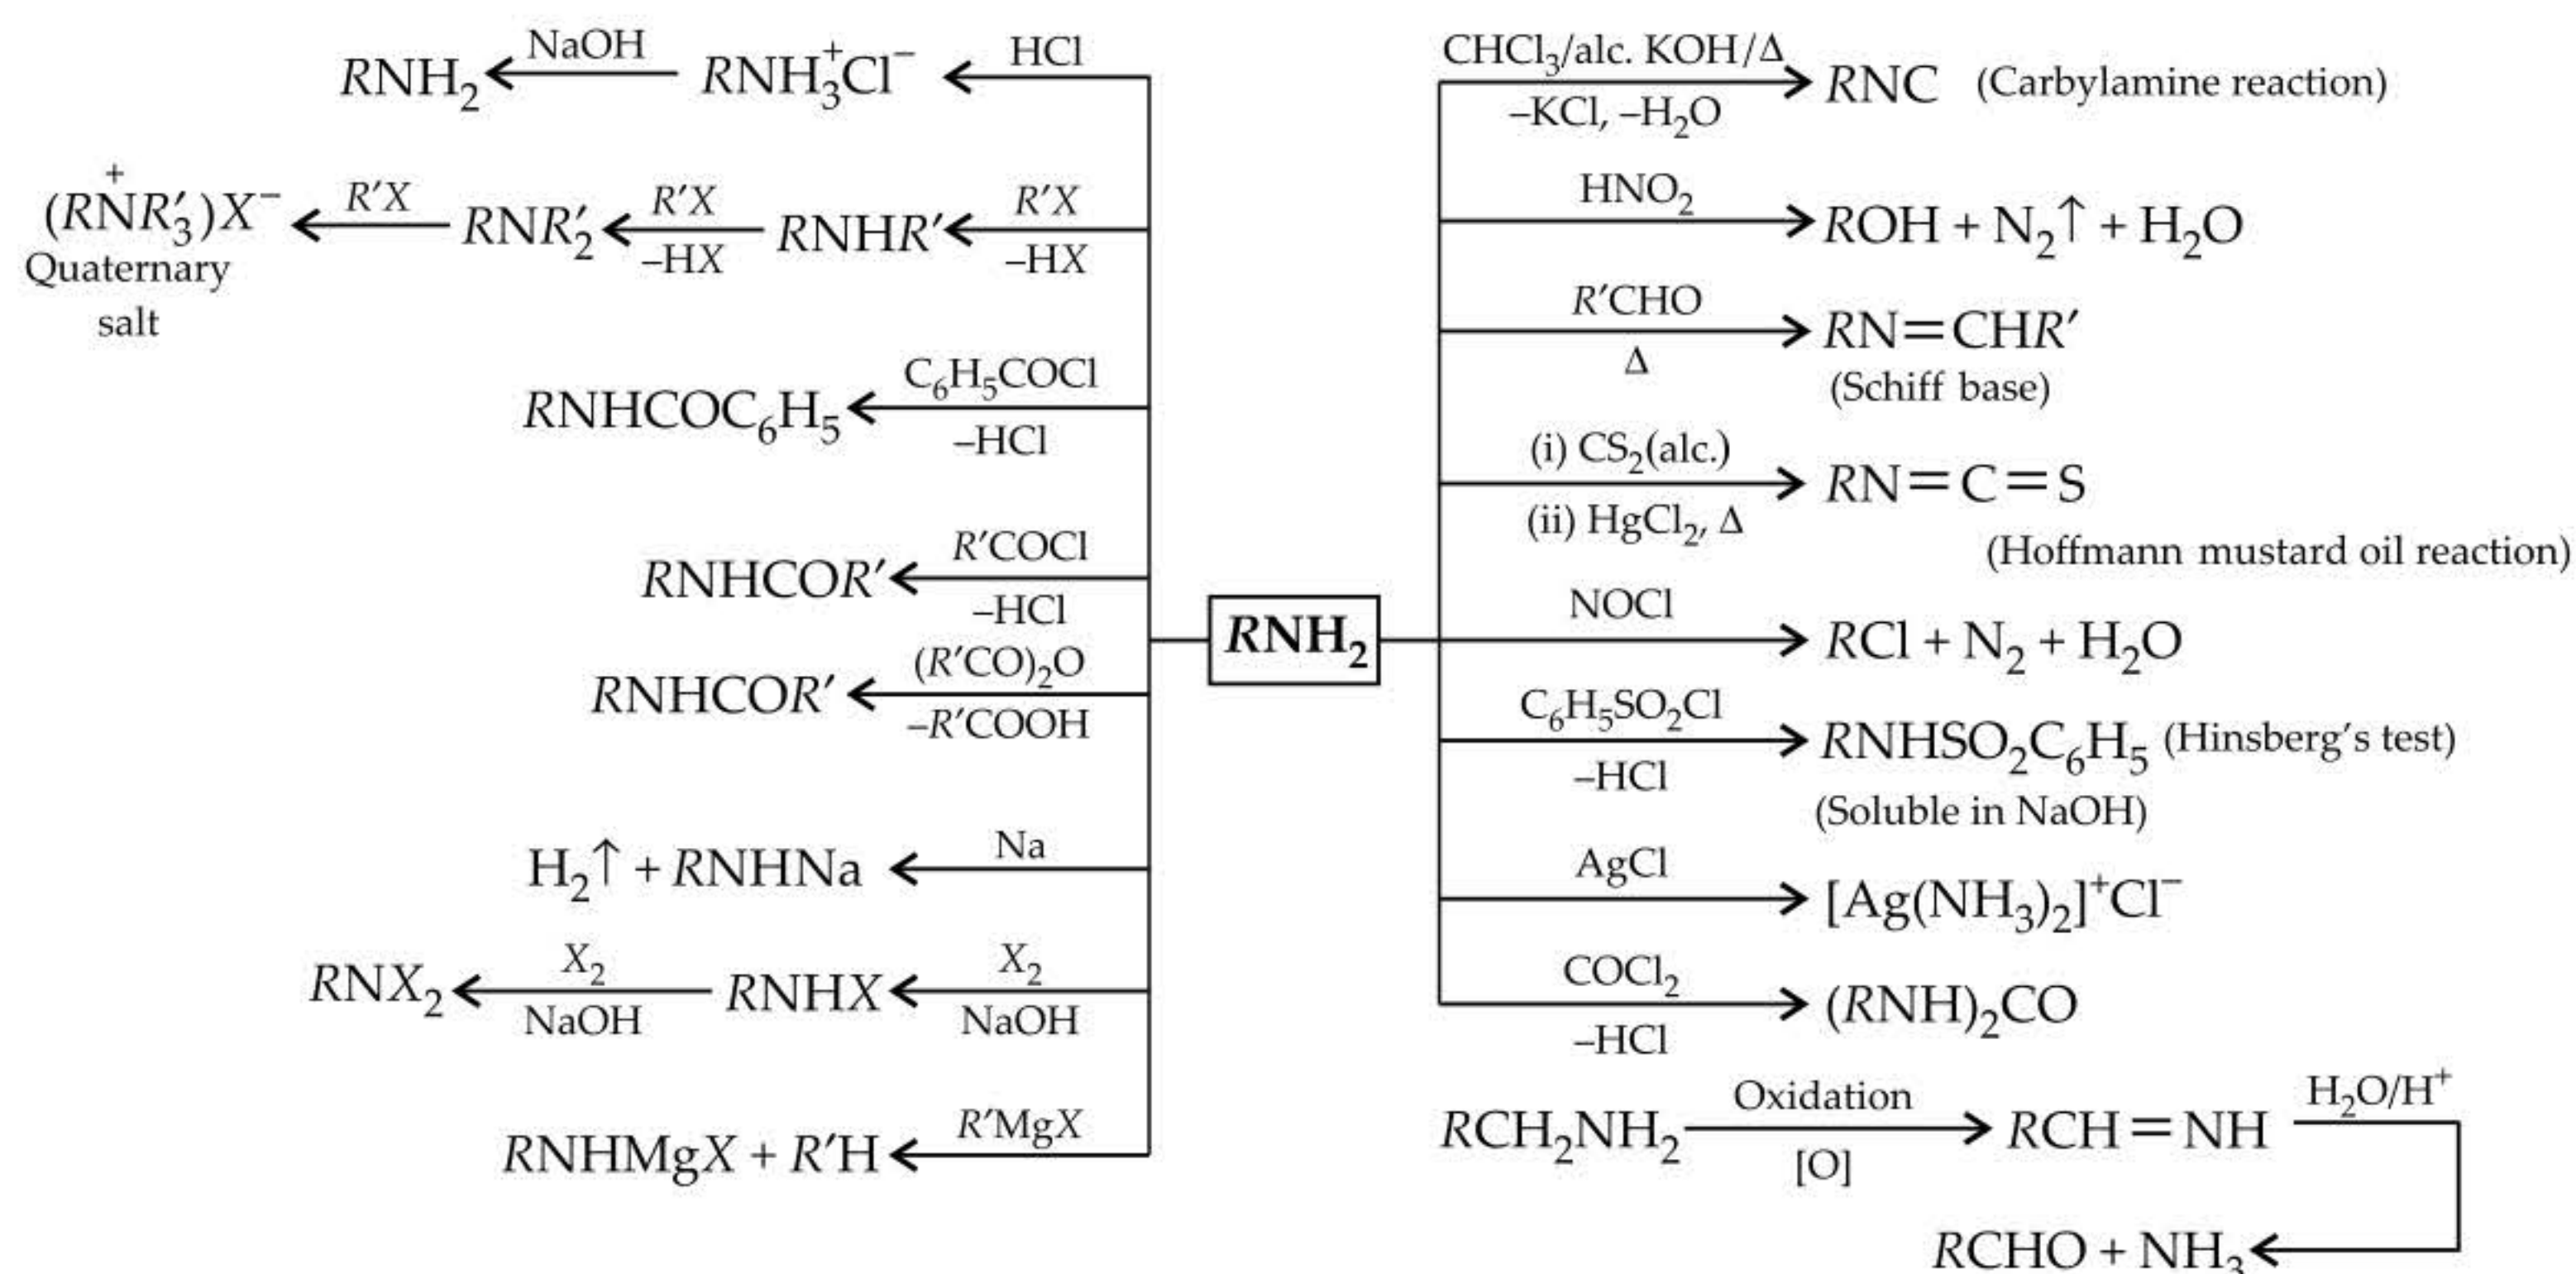 RNH₂ ← NaOH RNH₃⁺Cl⁻ ← HCl
(RN⁺R′₃)X⁻ ← R′X RNR′₂ ← R′X –HX RNHR′ ← R′X –HX
Quaternary
salt
RNHCOC₆H₅ ← C₆H₅COCl –HCl
RNHCOR′ ← R′COCl –HCl
RNHCOR′ ← (R′CO)₂O –R′COOH
H₂↑ + RNHNa ← Na
RNX₂ ← X₂ NaOH RNHX ← X₂ NaOH
RNHMgX + R′H ← R′MgX
RNH₂
CHCl₃/alc. KOH/Δ –KCl, –H₂O → RNC (Carbylamine reaction)
HNO₂ → ROH + N₂↑ + H₂O
R′CHO Δ → RN=CHR′
(Schiff base)
(i) CS₂(alc.) (ii) HgCl₂, Δ → RN=C=S
(Hoffmann mustard oil reaction)
NOCl → RCl + N₂ + H₂O
C₆H₅SO₂Cl –HCl → RNHSO₂C₆H₅ (Hinsberg's test)
(Soluble in NaOH)
AgCl → [Ag(NH₃)₂]⁺Cl⁻
COCl₂ –HCl → (RNH)₂CO
RCH₂NH₂ Oxidation [O] → RCH=NH H₂O/H⁺
RCHO + NH₃ ←